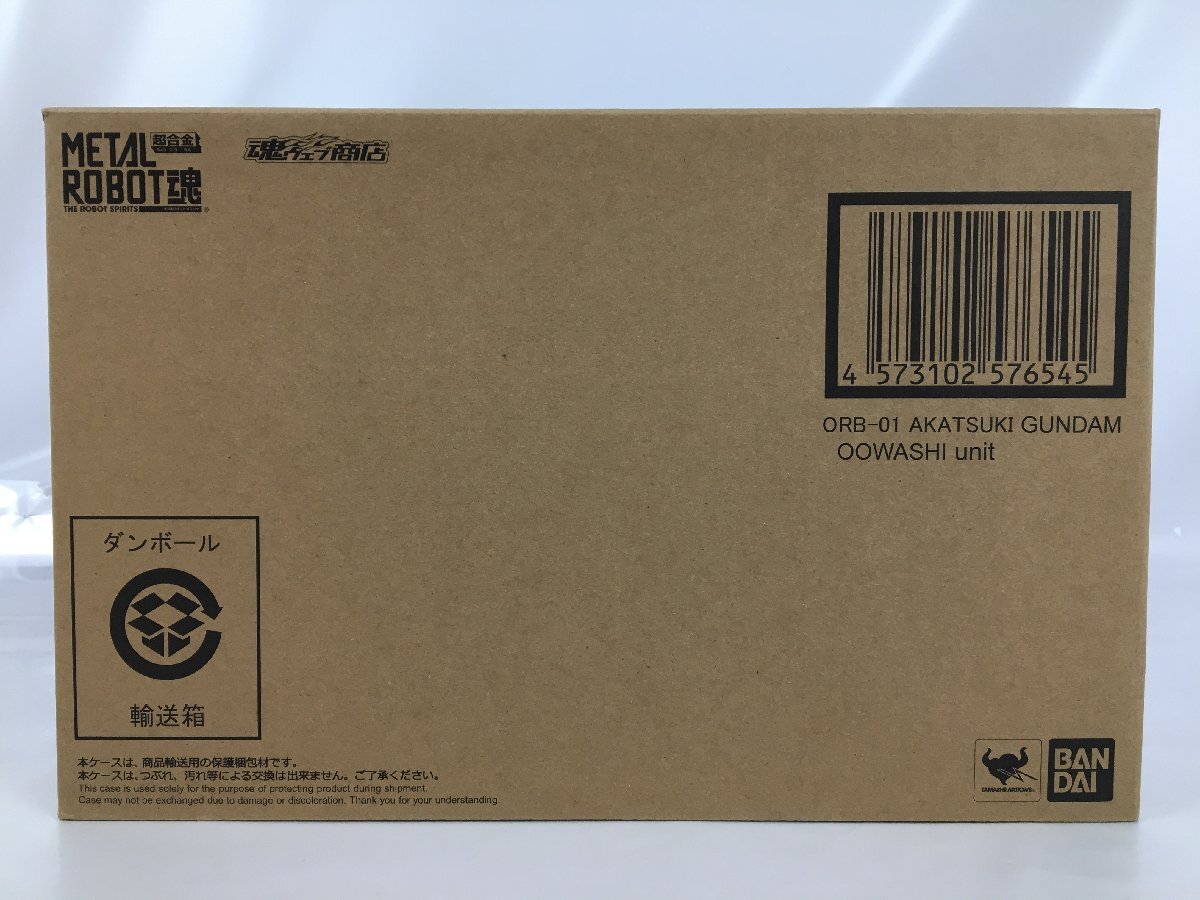 METAL 超合金
ROBOT魂
THE ROBOT SPIRITS
魂ウェブ商店
4 573102 576545
ORB-01 AKATSUKI GUNDAM
OOWASHI unit
ダンボール
輸送箱
本ケースは、商品輸送用の保護梱包材です。
本ケースは、つぶれ、汚れ等による交換は出来ません。ご了承ください。
This case is used solely for the purpose of protecting product during shipment.
Case may not be exchanged due to damage or discoloration. Thank you for your understanding.
TAMASHII NATIONS
BAN
DAI